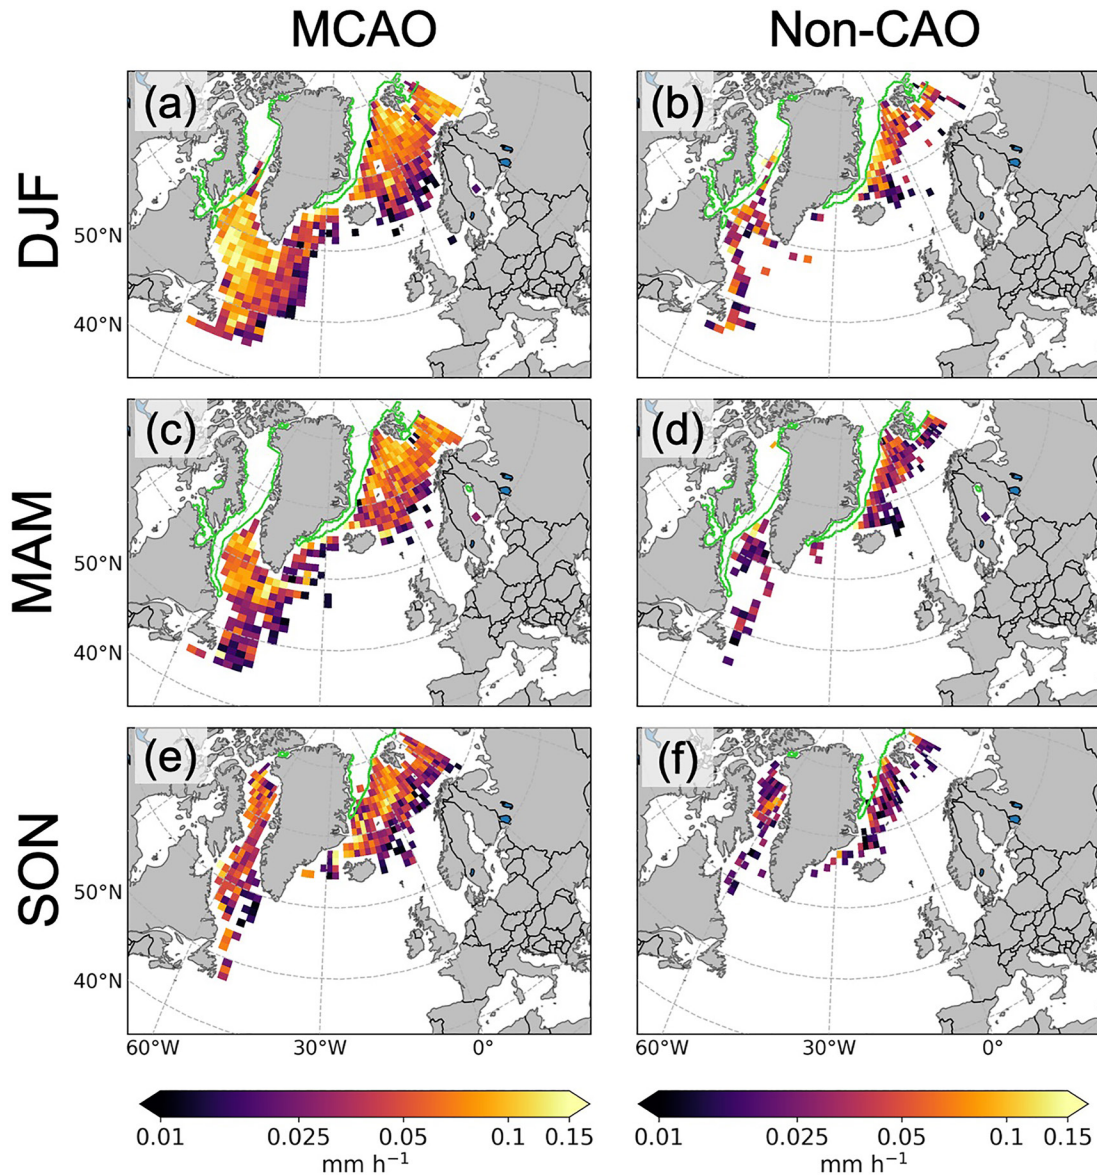 MCAO Non-CAO
DJF
(a) (b)
50°N
40°N
MAM
(c) (d)
50°N
40°N
SON
(e) (f)
50°N
40°N
60°W 30°W 0° 60°W 30°W 0°
0.01 0.025 0.05 0.1 0.15 0.01 0.025 0.05 0.1 0.15
mm h⁻¹ mm h⁻¹